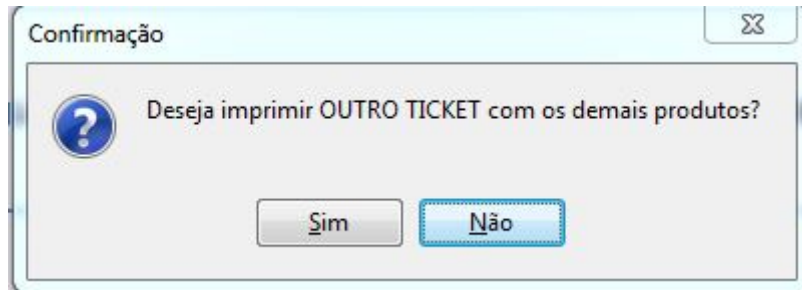 Confirmação
Deseja imprimir OUTRO TICKET com os demais produtos?
Sim
Não